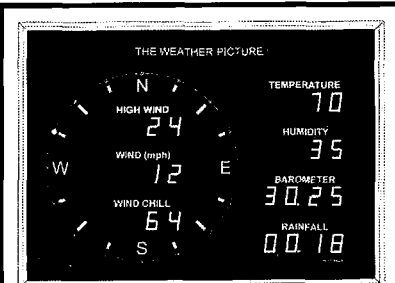 THE WEATHER PICTURE
N
HIGH WIND
24
WIND (mph)
12
W
E
WIND CHILL
64
S
TEMPERATURE
70
HUMIDITY
35
BAROMETER
30.25
RAINFALL
00.18